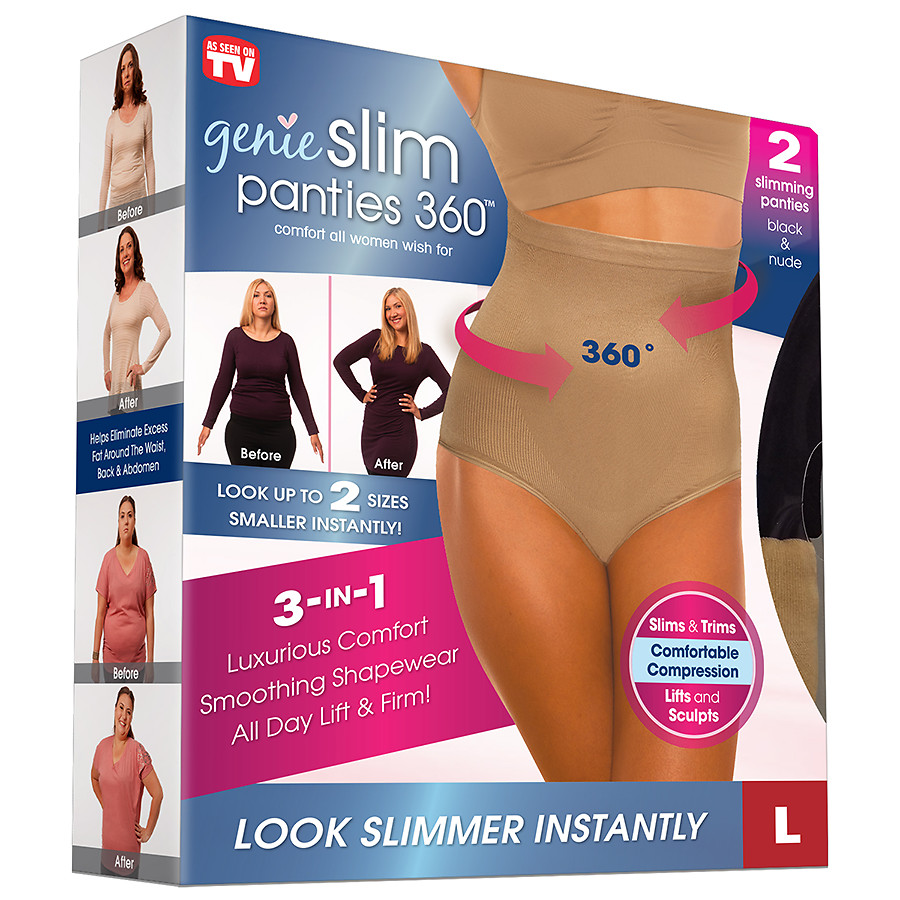 AS SEEN ON
TV
genie slim
panties 360™
comfort all women wish for
2
slimming
panties
black
&
nude
360°
Before
After
Before
After
Helps Eliminate Excess
Fat Around The Waist,
Back & Abdomen
Before
After
LOOK UP TO 2 SIZES
SMALLER INSTANTLY!
3-IN-1
Luxurious Comfort
Smoothing Shapewear
All Day Lift & Firm!
Slims & Trims
Comfortable
Compression
Lifts and
Sculpts
LOOK SLIMMER INSTANTLY
L